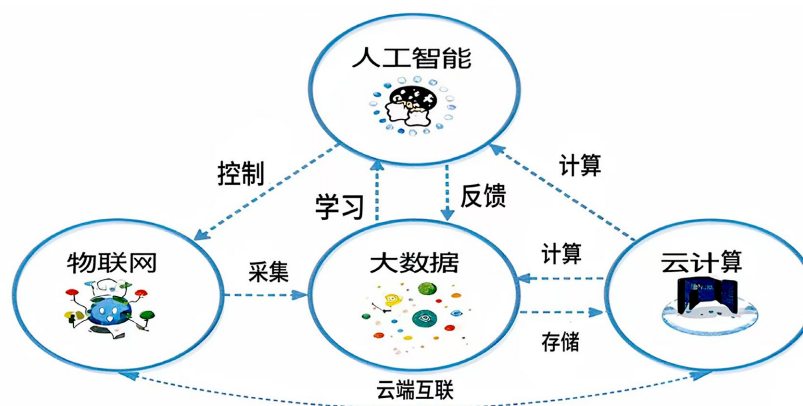 人工智能
控制
学习
反馈
计算
物联网
采集
大数据
计算
云计算
存储
云端互联